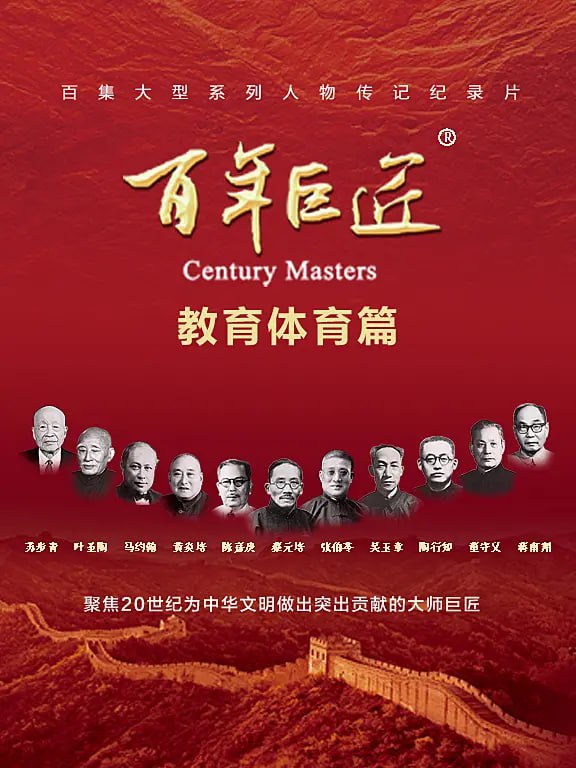 百集大型系列人物传记纪录片
百年巨匠®
Century Masters
教育体育篇
苏步青 叶圣陶 马约翰 黄炎培 陈嘉庚 蔡元培 张伯苓 吴玉章 陶行知 董守义 蒋南翔
聚焦20世纪为中华文明做出突出贡献的大师巨匠